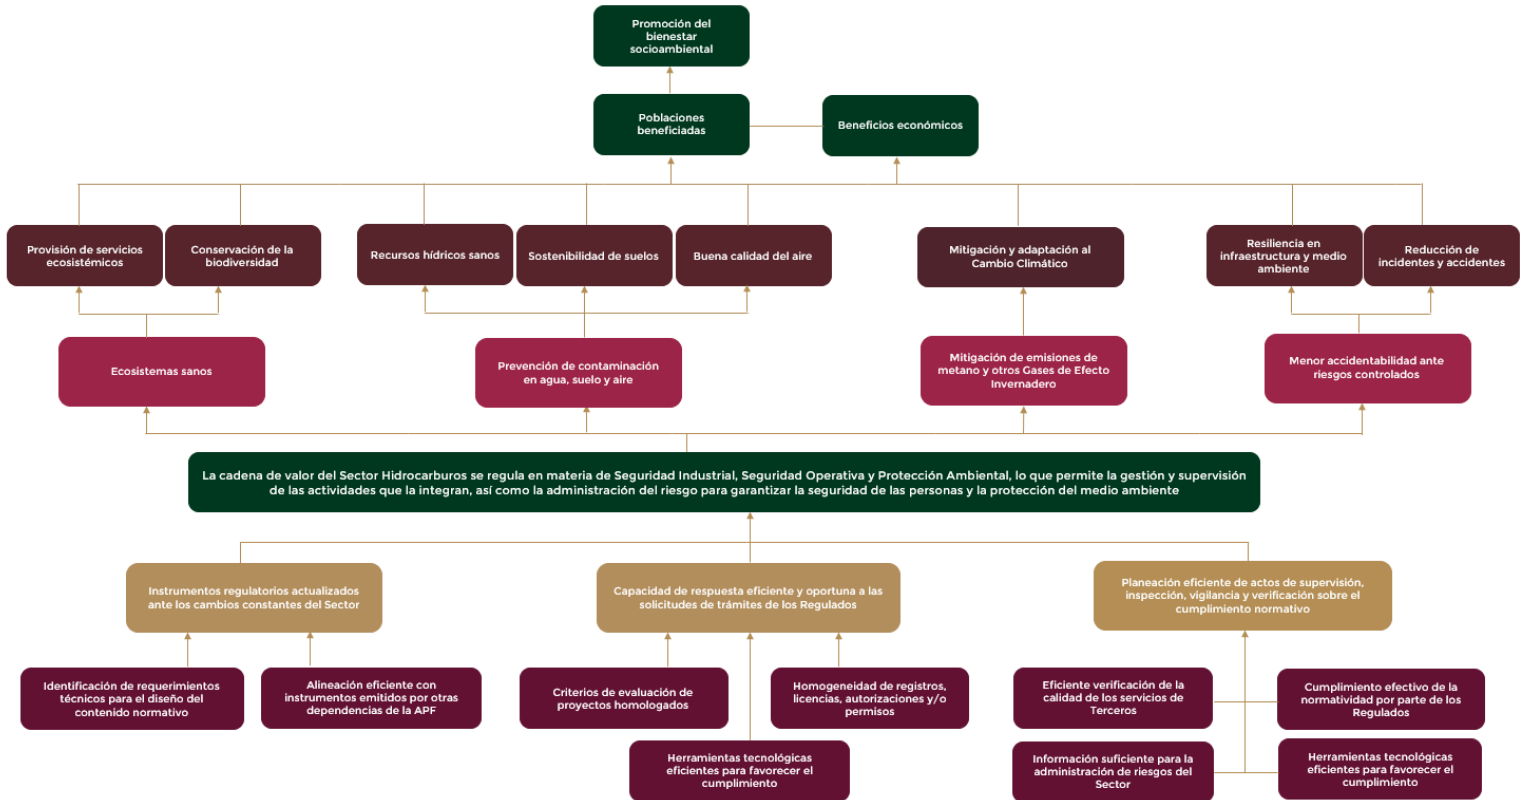 Promoción del
bienestar
socioambiental
Poblaciones
beneficiadas
Beneficios económicos
Provisión de servicios
ecosistémicos
Conservación de la
biodiversidad
Recursos hídricos sanos
Sostenibilidad de suelos
Buena calidad del aire
Mitigación y adaptación al
Cambio Climático
Resiliencia en
infraestructura y medio
ambiente
Reducción de
incidentes y accidentes
Ecosistemas sanos
Prevención de contaminación
en agua, suelo y aire
Mitigación de emisiones de
metano y otros Gases de Efecto
Invernadero
Menor accidentabilidad ante
riesgos controlados
La cadena de valor del Sector Hidrocarburos se regula en materia de Seguridad Industrial, Seguridad Operativa y Protección Ambiental, lo que permite la gestión y supervisión
de las actividades que la integran, así como la administración del riesgo para garantizar la seguridad de las personas y la protección del medio ambiente
Instrumentos regulatorios actualizados
ante los cambios constantes del Sector
Capacidad de respuesta eficiente y oportuna a las
solicitudes de trámites de los Regulados
Planeación eficiente de actos de supervisión,
inspección, vigilancia y verificación sobre el
cumplimiento normativo
Identificación de requerimientos
técnicos para el diseño del
contenido normativo
Alineación eficiente con
instrumentos emitidos por otras
dependencias de la APF
Criterios de evaluación de
proyectos homologados
Homogeneidad de registros,
licencias, autorizaciones y/o
permisos
Herramientas tecnológicas
eficientes para favorecer el
cumplimiento
Eficiente verificación de la
calidad de los servicios de
Terceros
Cumplimiento efectivo de la
normatividad por parte de los
Regulados
Información suficiente para la
administración de riesgos del
Sector
Herramientas tecnológicas
eficientes para favorecer el
cumplimiento